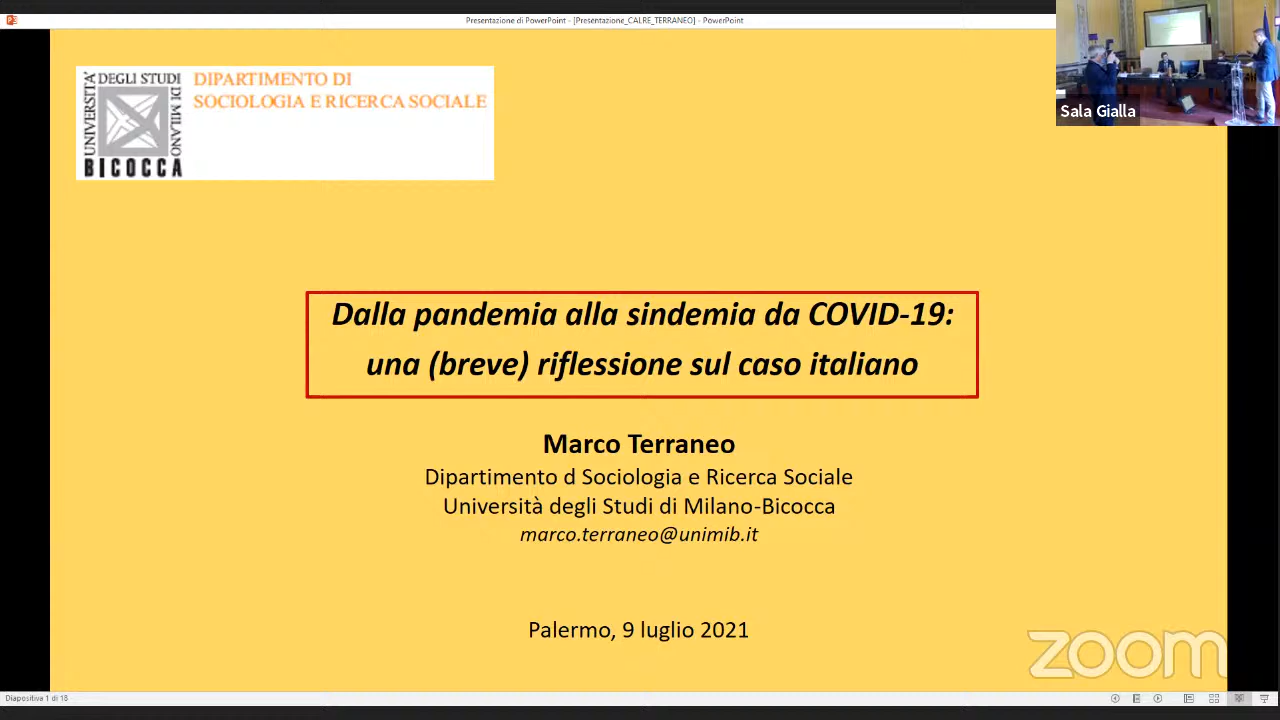 Presentazione di PowerPoint - [Presentazione_CALRE_TERRANEO] - PowerPoint
Sala Gialla
UNIVERSITÀ DEGLI STUDI DI MILANO
BICOCCA
DIPARTIMENTO DI
SOCIOLOGIA E RICERCA SOCIALE
Dalla pandemia alla sindemia da COVID-19:
una (breve) riflessione sul caso italiano
Marco Terraneo
Dipartimento d Sociologia e Ricerca Sociale
Università degli Studi di Milano-Bicocca
marco.terraneo@unimib.it
Palermo, 9 luglio 2021
zoom
Diapositiva 1 di 18